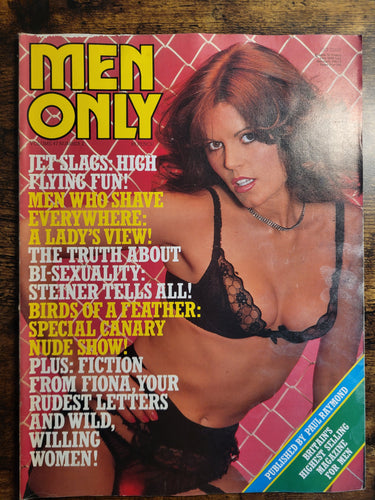 MEN
ONLY
JET SLAGS: HIGH
FLYING FUN!
MEN WHO SHAVE
EVERYWHERE:
A LADY'S VIEW!
THE TRUTH ABOUT
BI-SEXUALITY:
STEINER TELLS ALL!
BIRDS OF A FEATHER:
SPECIAL CANARY
NUDE SHOW!
PLUS: FICTION
FROM FIONA, YOUR
RUDEST LETTERS
AND WILD,
WILLING
WOMEN!
PUBLISHED BY PAUL RAYMOND
BRITAIN'S
HIGHEST SELLING
MAGAZINE
FOR MEN